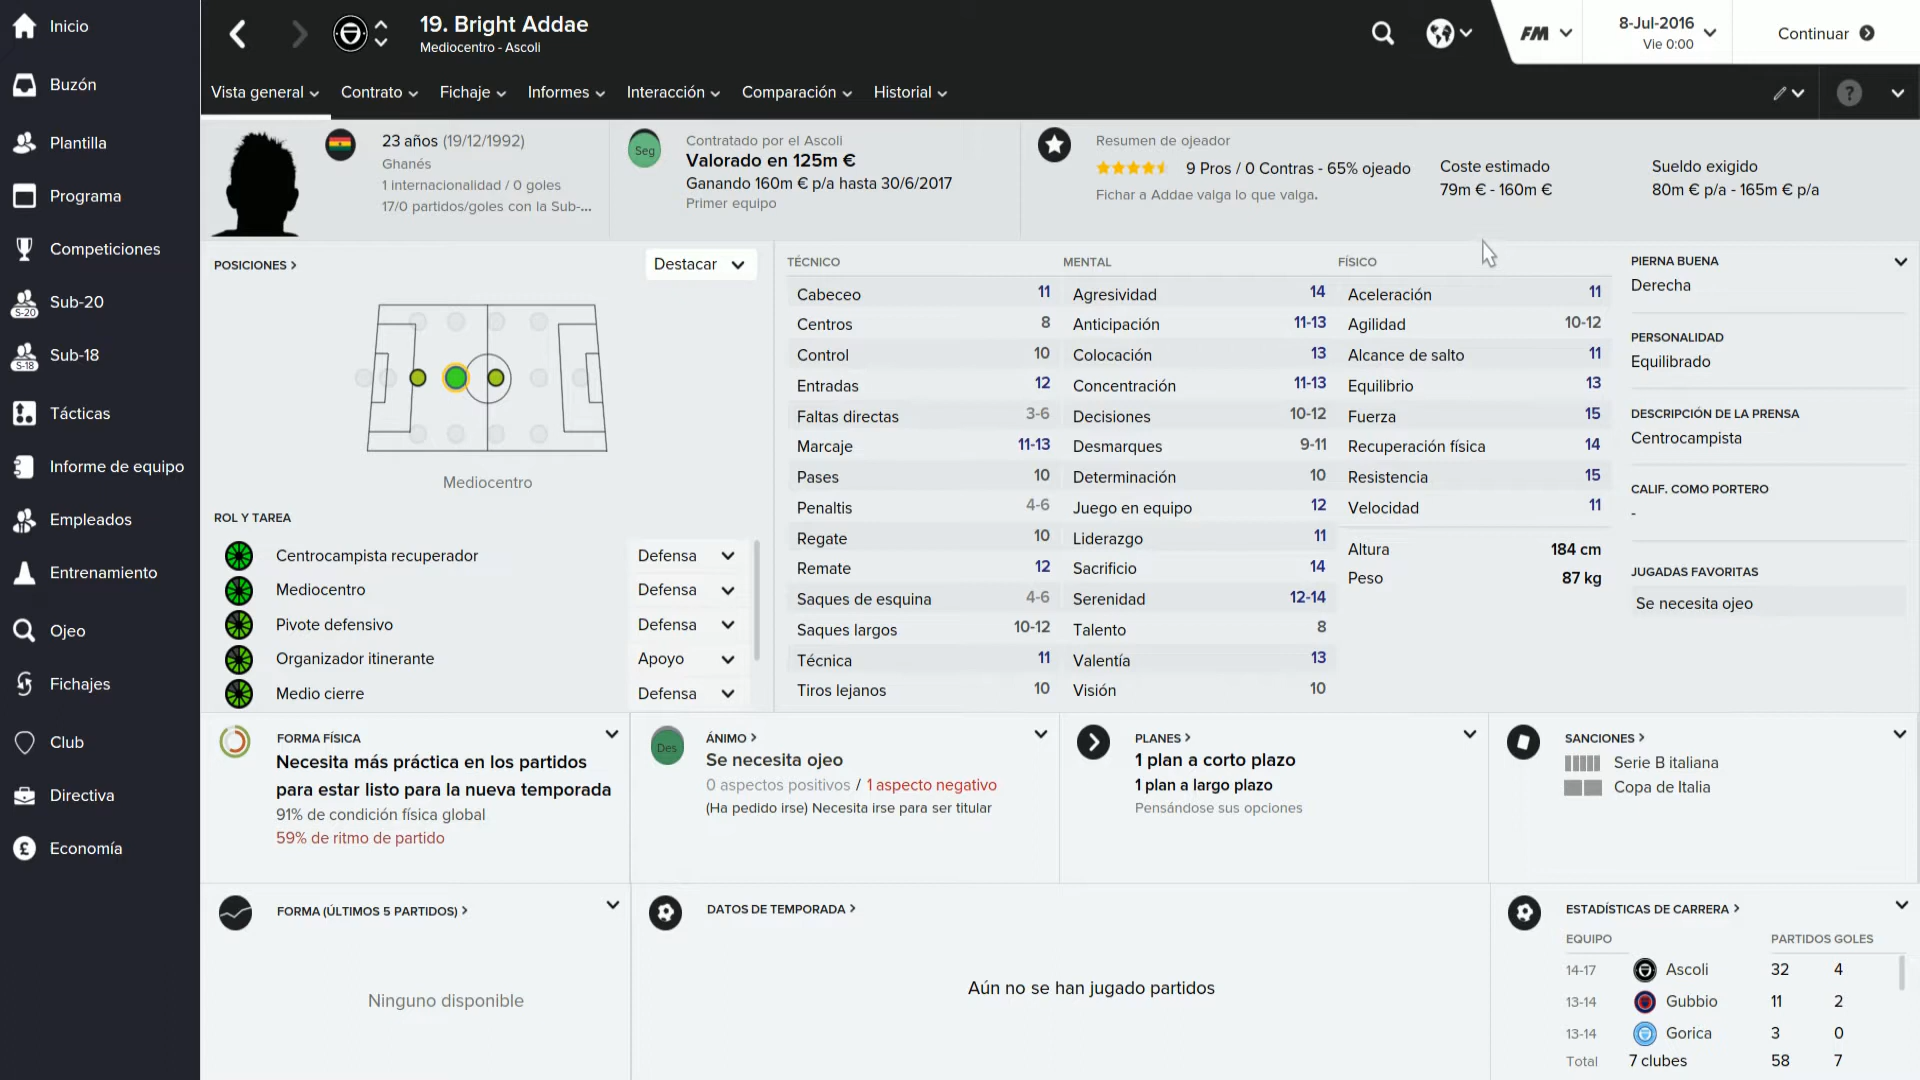 Inicio
Buzón
Plantilla
Programa
Competiciones
S-20
Sub-20
S-18
Sub-18
Tácticas
Informe de equipo
Empleados
Entrenamiento
Ojeo
Fichajes
Club
Directiva
Economía
19. Bright Addae
Mediocentro - Ascoli
FM
8-Jul-2016
Vie 0:00
Continuar
Vista general
Contrato
Fichaje
Informes
Interacción
Comparación
Historial
?
23 años (19/12/1992)
Ghanés
1 internacionalidad / 0 goles
17/0 partidos/goles con la Sub-...
Seg
Contratado por el Ascoli
Valorado en 125m €
Ganando 160m € p/a hasta 30/6/2017
Primer equipo
Resumen de ojeador
9 Pros / 0 Contras - 65% ojeado
Fichar a Addae valga lo que valga.
Coste estimado
79m € - 160m €
Sueldo exigido
80m € p/a - 165m € p/a
POSICIONES >
Destacar
Mediocentro
ROL Y TAREA
Centrocampista recuperador Defensa
Mediocentro Defensa
Pivote defensivo Defensa
Organizador itinerante Apoyo
Medio cierre Defensa
TÉCNICO
Cabeceo 11
Centros 8
Control 10
Entradas 12
Faltas directas 3-6
Marcaje 11-13
Pases 10
Penaltis 4-6
Regate 10
Remate 12
Saques de esquina 4-6
Saques largos 10-12
Técnica 11
Tiros lejanos 10
MENTAL
Agresividad 14
Anticipación 11-13
Colocación 13
Concentración 11-13
Decisiones 10-12
Desmarques 9-11
Determinación 10
Juego en equipo 12
Liderazgo 11
Sacrificio 14
Serenidad 12-14
Talento 8
Valentía 13
Visión 10
FÍSICO
Aceleración 11
Agilidad 10-12
Alcance de salto 11
Equilibrio 13
Fuerza 15
Recuperación física 14
Resistencia 15
Velocidad 11
Altura 184 cm
Peso 87 kg
PIERNA BUENA
Derecha
PERSONALIDAD
Equilibrado
DESCRIPCIÓN DE LA PRENSA
Centrocampista
CALIF. COMO PORTERO
-
JUGADAS FAVORITAS
Se necesita ojeo
FORMA FÍSICA
Necesita más práctica en los partidos
para estar listo para la nueva temporada
91% de condición física global
59% de ritmo de partido
Des
ÁNIMO >
Se necesita ojeo
0 aspectos positivos / 1 aspecto negativo
(Ha pedido irse) Necesita irse para ser titular
PLANES >
1 plan a corto plazo
1 plan a largo plazo
Pensándose sus opciones
SANCIONES >
Serie B italiana
Copa de Italia
FORMA (ÚLTIMOS 5 PARTIDOS) >
Ninguno disponible
DATOS DE TEMPORADA >
Aún no se han jugado partidos
ESTADÍSTICAS DE CARRERA >
EQUIPO PARTIDOS GOLES
14-17 Ascoli 32 4
13-14 Gubbio 11 2
13-14 Gorica 3 0
Total 7 clubes 58 7